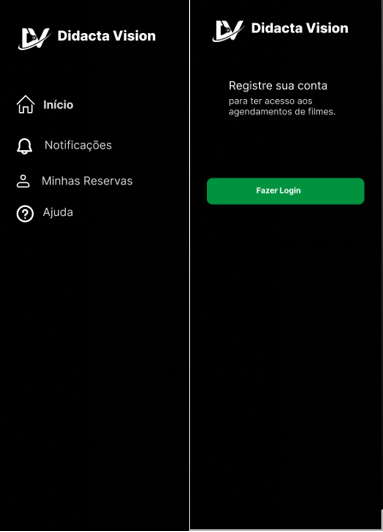 Didacta Vision
Início
Notificações
Minhas Reservas
Ajuda
Didacta Vision
Registre sua conta
para ter acesso aos
agendamentos de filmes.
Fazer Login